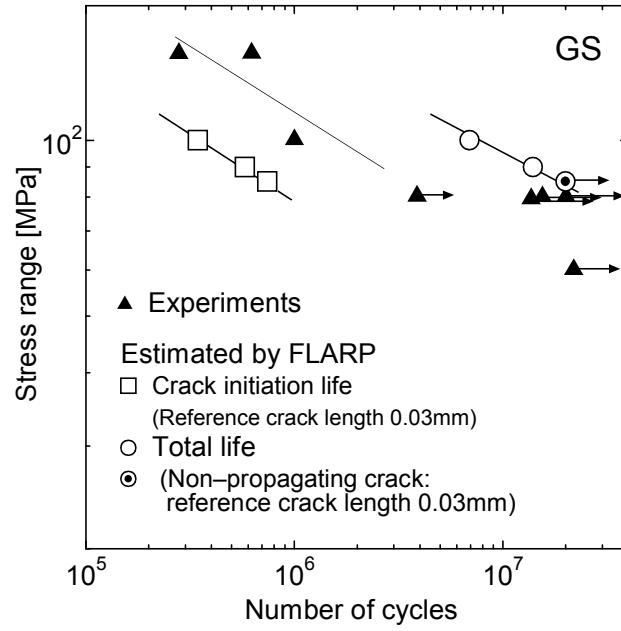 GS
10²
Stress range [MPa]
▲ Experiments
Estimated by FLARP
□ Crack initiation life
(Reference crack length 0.03mm)
○ Total life
◉ (Non–propagating crack:
reference crack length 0.03mm)
10⁵ 10⁶ 10⁷
Number of cycles